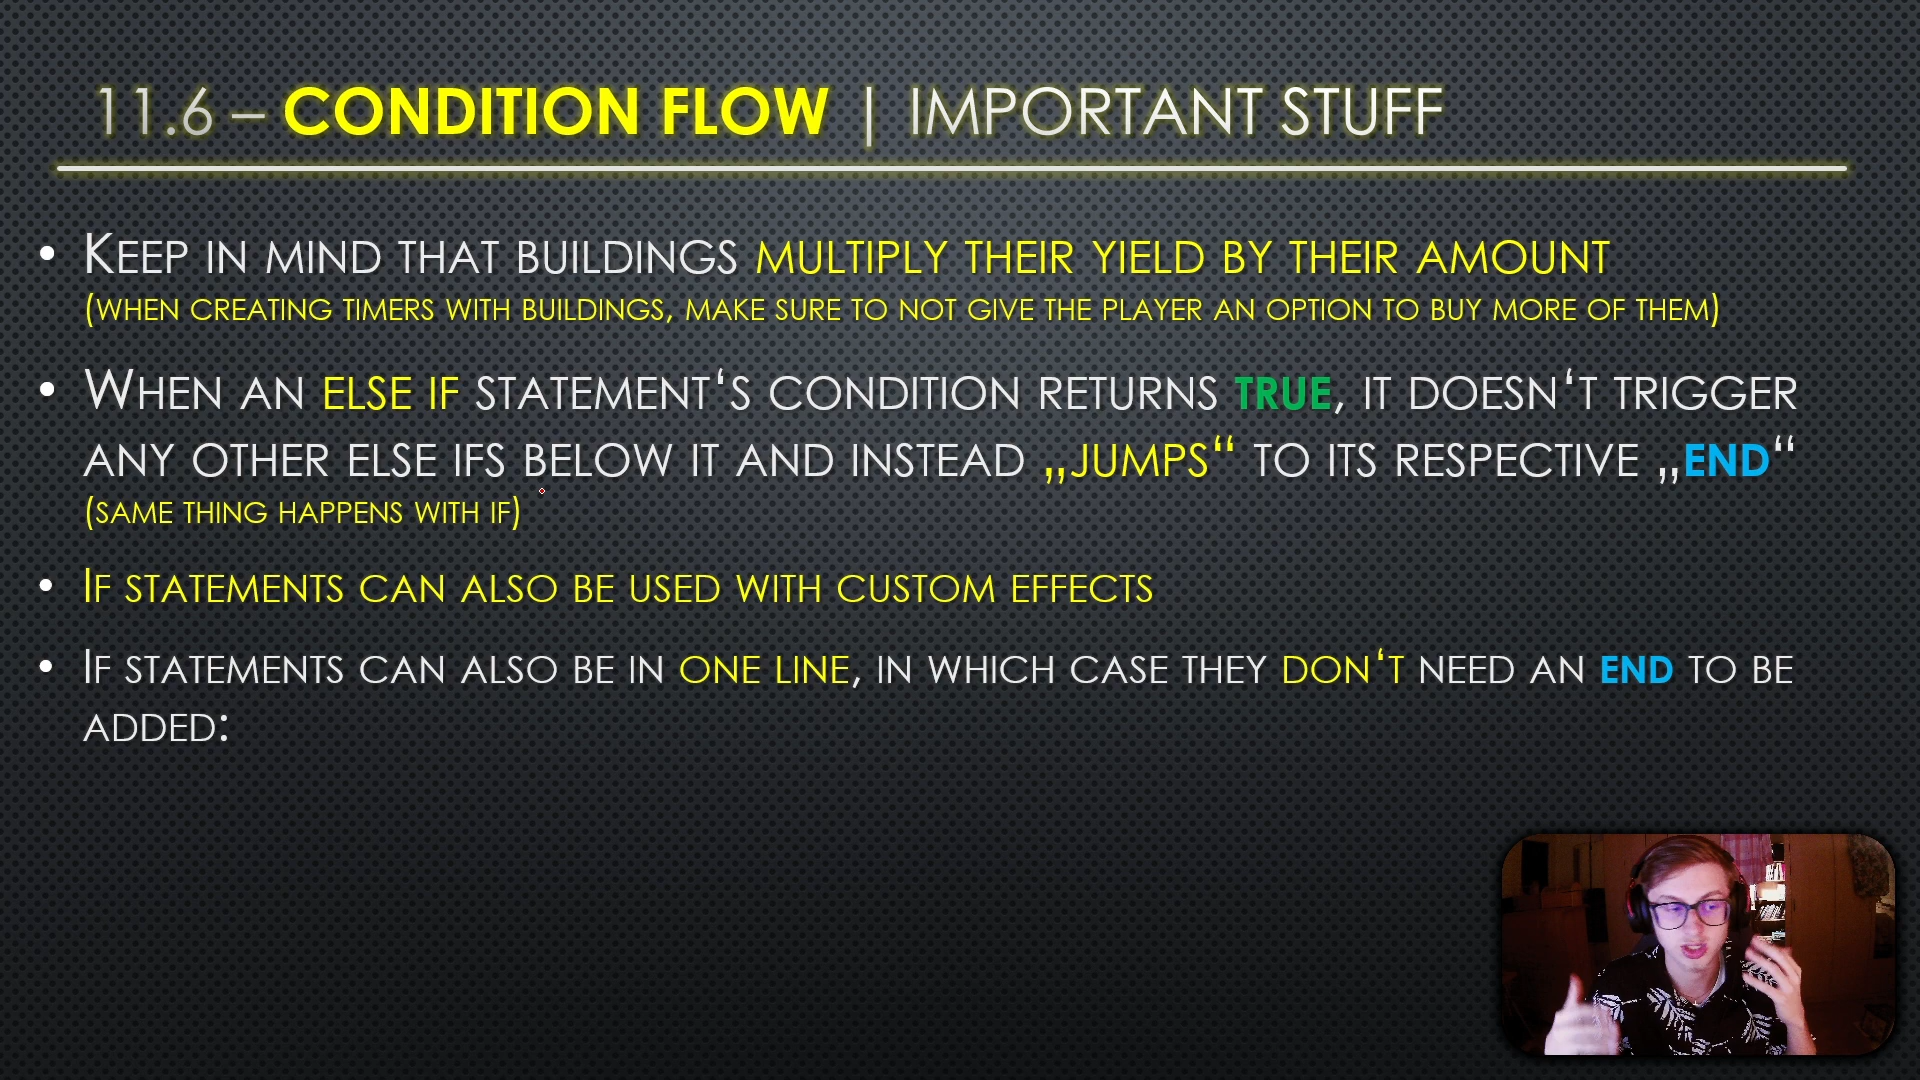 11.6 – CONDITION FLOW | IMPORTANT STUFF
• KEEP IN MIND THAT BUILDINGS MULTIPLY THEIR YIELD BY THEIR AMOUNT
(WHEN CREATING TIMERS WITH BUILDINGS, MAKE SURE TO NOT GIVE THE PLAYER AN OPTION TO BUY MORE OF THEM)
• WHEN AN ELSE IF STATEMENT‘S CONDITION RETURNS TRUE, IT DOESN‘T TRIGGER
ANY OTHER ELSE IFS BELOW IT AND INSTEAD „JUMPS“ TO ITS RESPECTIVE „END“
(SAME THING HAPPENS WITH IF)
• IF STATEMENTS CAN ALSO BE USED WITH CUSTOM EFFECTS
• IF STATEMENTS CAN ALSO BE IN ONE LINE, IN WHICH CASE THEY DON‘T NEED AN END TO BE
ADDED: